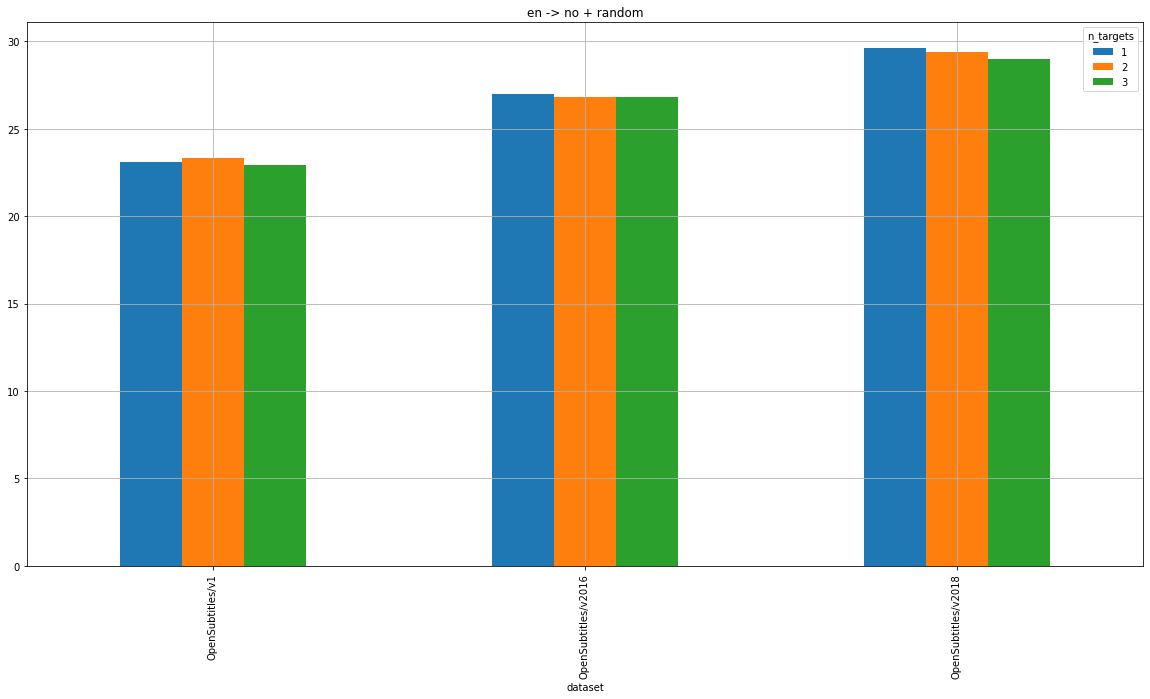 en -> no + random
n_targets
1
2
3
30
25
20
15
10
5
0
OpenSubtitles/v1
OpenSubtitles/v2016
OpenSubtitles/v2018
dataset